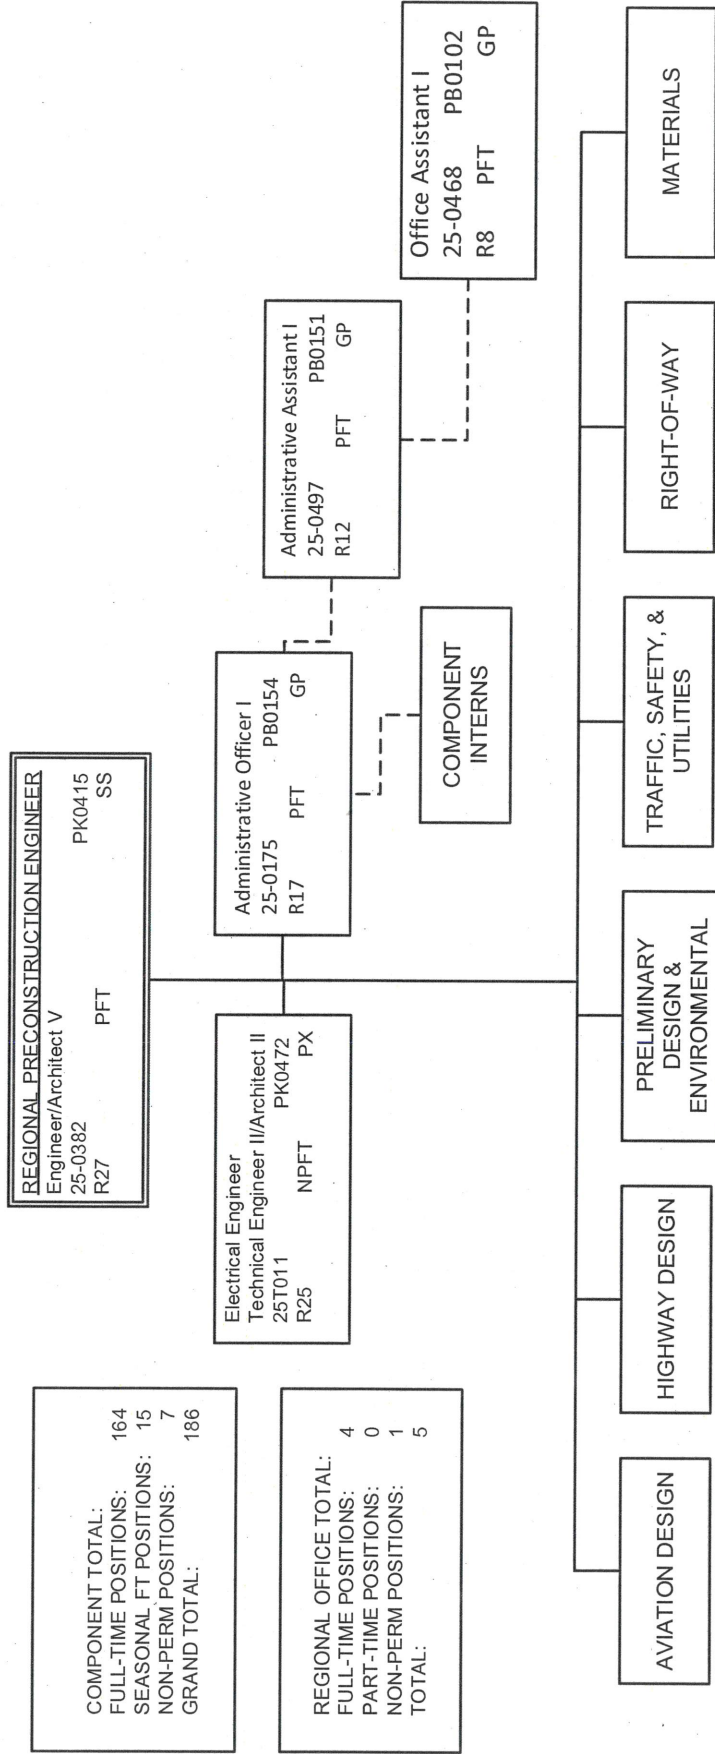 REGIONAL PRECONSTRUCTION ENGINEER
Engineer/Architect V
25-0382 PK0415
R27 PFT SS
COMPONENT TOTAL:
FULL-TIME POSITIONS: 164
SEASONAL FT POSITIONS: 15
NON-PERM POSITIONS: 7
GRAND TOTAL: 186
REGIONAL OFFICE TOTAL:
FULL-TIME POSITIONS: 4
PART-TIME POSITIONS: 0
NON-PERM POSITIONS: 1
TOTAL: 5
Electrical Engineer
Technical Engineer II/Architect II
25T011 PK0472
R25 NPFT PX
Administrative Officer I
25-0175 PB0154
R17 PFT GP
Administrative Assistant I
25-0497 PB0151
R12 PFT GP
Office Assistant I
25-0468 PB0102
R8 PFT GP
COMPONENT
INTERNS
AVIATION DESIGN
HIGHWAY DESIGN
PRELIMINARY
DESIGN &
ENVIRONMENTAL
TRAFFIC, SAFETY, &
UTILITIES
RIGHT-OF-WAY
MATERIALS